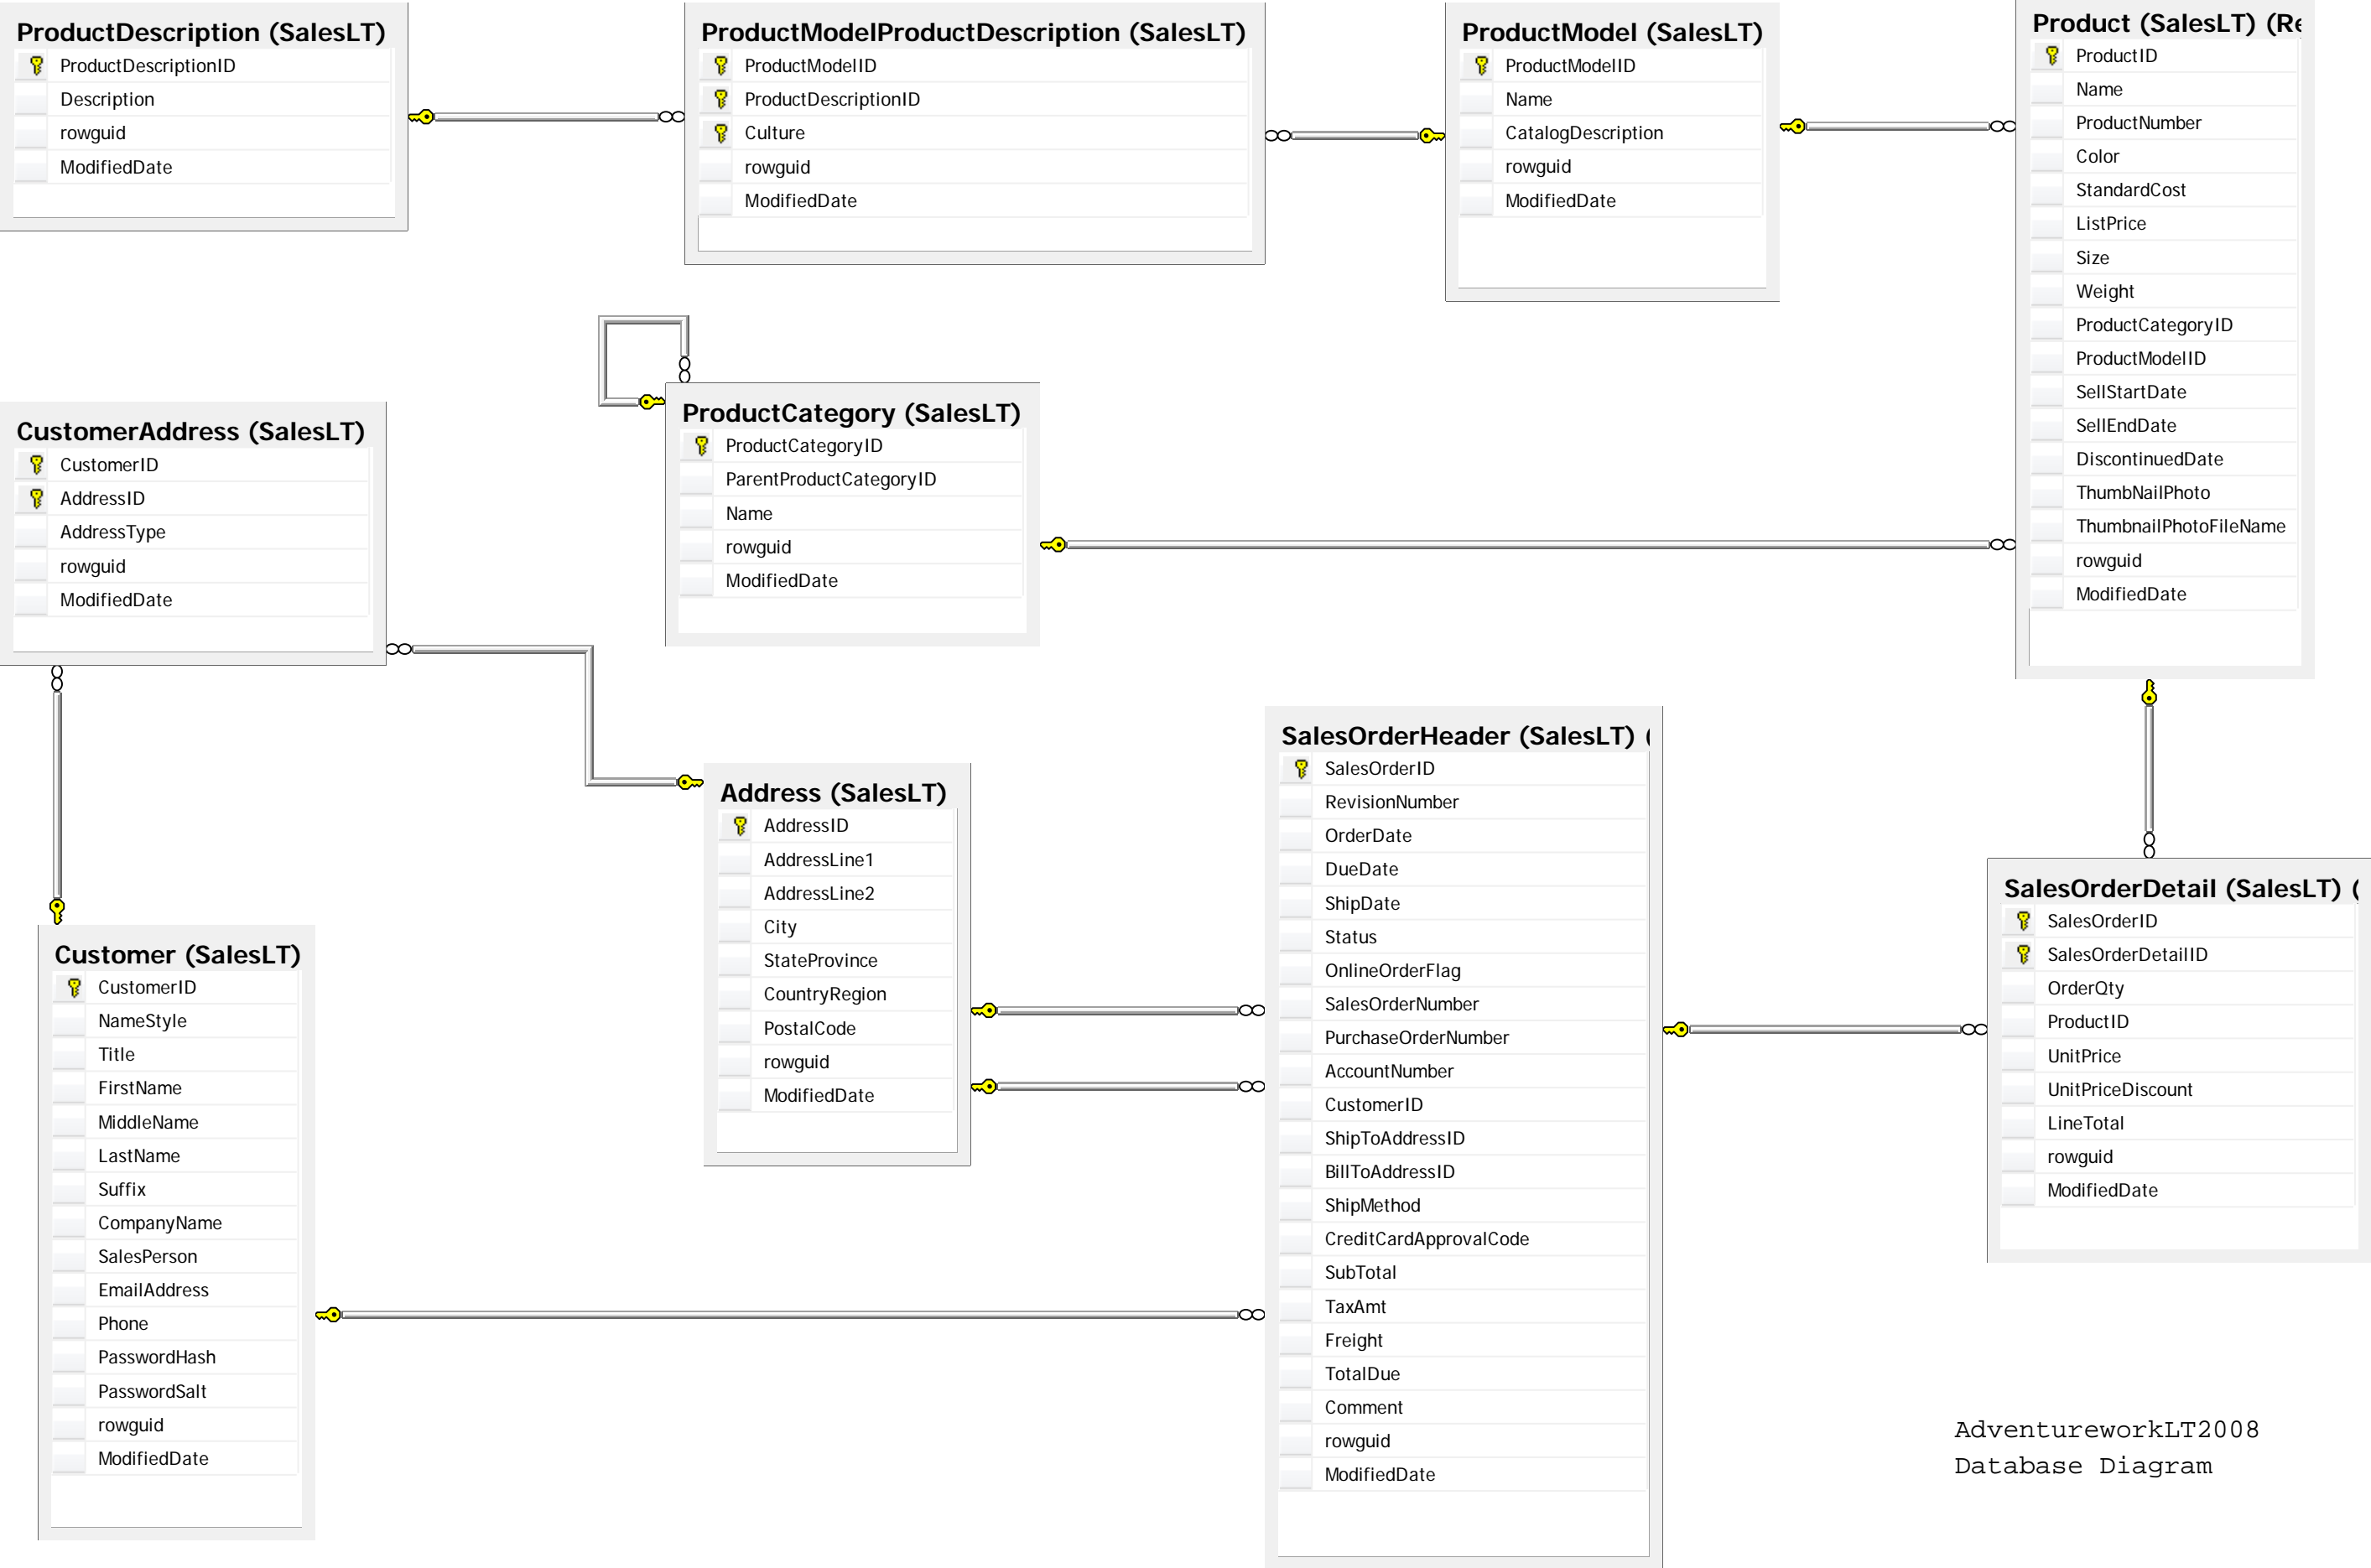 ProductDescription (SalesLT)
ProductDescriptionID
Description
rowguid
ModifiedDate
ProductModelProductDescription (SalesLT)
ProductModelID
ProductDescriptionID
Culture
rowguid
ModifiedDate
ProductModel (SalesLT)
ProductModelID
Name
CatalogDescription
rowguid
ModifiedDate
Product (SalesLT) (Re
ProductID
Name
ProductNumber
Color
StandardCost
ListPrice
Size
Weight
ProductCategoryID
ProductModelID
SellStartDate
SellEndDate
DiscontinuedDate
ThumbNailPhoto
ThumbnailPhotoFileName
rowguid
ModifiedDate
CustomerAddress (SalesLT)
CustomerID
AddressID
AddressType
rowguid
ModifiedDate
ProductCategory (SalesLT)
ProductCategoryID
ParentProductCategoryID
Name
rowguid
ModifiedDate
Customer (SalesLT)
CustomerID
NameStyle
Title
FirstName
MiddleName
LastName
Suffix
CompanyName
SalesPerson
EmailAddress
Phone
PasswordHash
PasswordSalt
rowguid
ModifiedDate
Address (SalesLT)
AddressID
AddressLine1
AddressLine2
City
StateProvince
CountryRegion
PostalCode
rowguid
ModifiedDate
SalesOrderHeader (SalesLT) (
SalesOrderID
RevisionNumber
OrderDate
DueDate
ShipDate
Status
OnlineOrderFlag
SalesOrderNumber
PurchaseOrderNumber
AccountNumber
CustomerID
ShipToAddressID
BillToAddressID
ShipMethod
CreditCardApprovalCode
SubTotal
TaxAmt
Freight
TotalDue
Comment
rowguid
ModifiedDate
SalesOrderDetail (SalesLT) (
SalesOrderID
SalesOrderDetailID
OrderQty
ProductID
UnitPrice
UnitPriceDiscount
LineTotal
rowguid
ModifiedDate
AdventureworkLT2008
Database Diagram